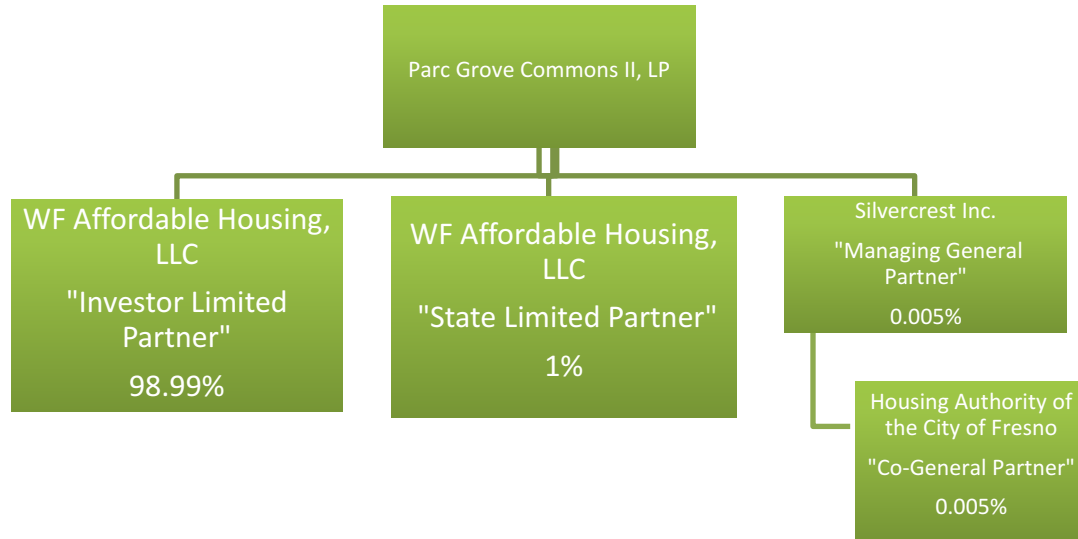 Parc Grove Commons II, LP
WF Affordable Housing,
LLC
"Investor Limited
Partner"
98.99%
WF Affordable Housing,
LLC
"State Limited Partner"
1%
Silvercrest Inc.
"Managing General
Partner"
0.005%
Housing Authority of
the City of Fresno
"Co-General Partner"
0.005%